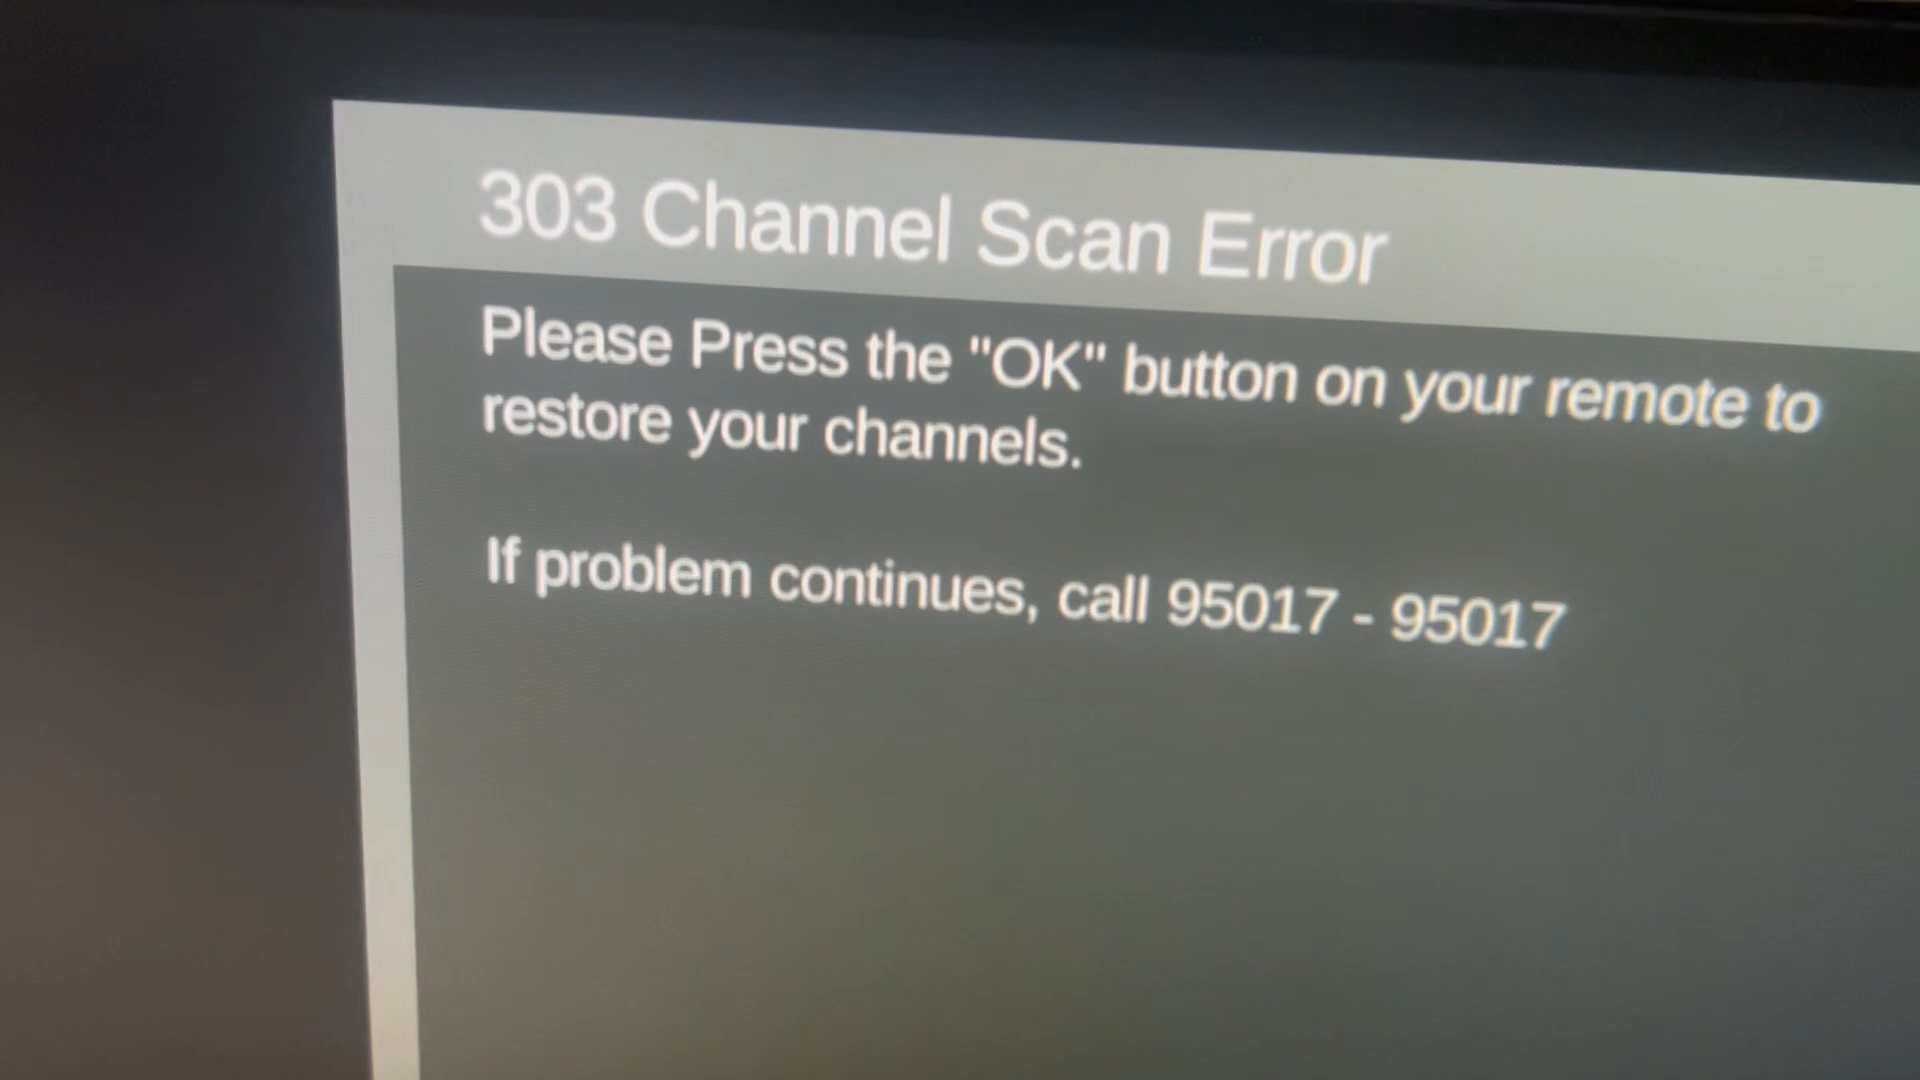 303 Channel Scan Error
Please Press the "OK" button on your remote to
restore your channels.
If problem continues, call 95017 - 95017